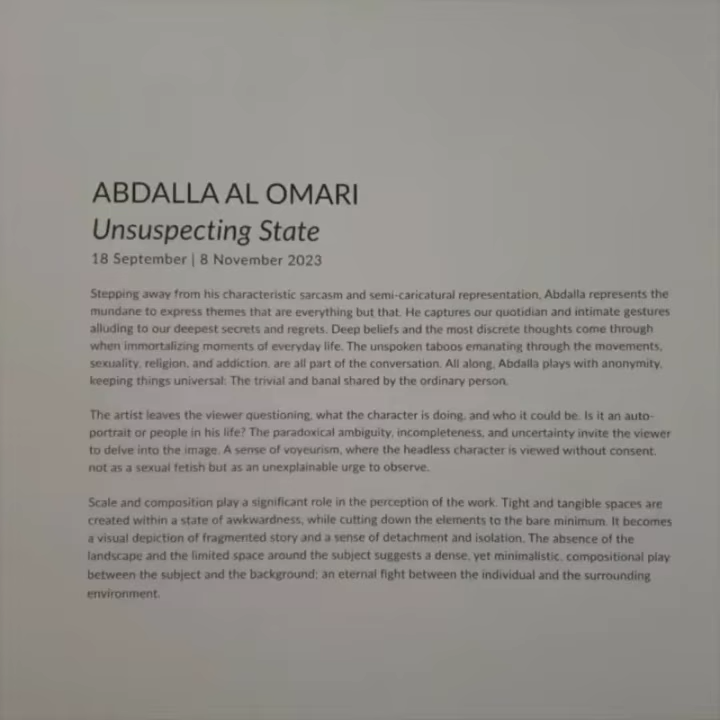 ABDALLA AL OMARI
Unsuspecting State
18 September | 8 November 2023
Stepping away from his characteristic sarcasm and semi-caricatural representation, Abdalla represents the
mundane to express themes that are everything but that. He captures our quotidian and intimate gestures
alluding to our deepest secrets and regrets. Deep beliefs and the most discrete thoughts come through
when immortalizing moments of everyday life. The unspoken taboos emanating through the movements,
sexuality, religion, and addiction, are all part of the conversation. All along, Abdalla plays with anonymity,
keeping things universal: The trivial and banal shared by the ordinary person.
The artist leaves the viewer questioning, what the character is doing, and who it could be. Is it an auto-
portrait or people in his life? The paradoxical ambiguity, incompleteness, and uncertainty invite the viewer
to delve into the image. A sense of voyeurism, where the headless character is viewed without consent,
not as a sexual fetish but as an unexplainable urge to observe.
Scale and composition play a significant role in the perception of the work. Tight and tangible spaces are
created within a state of awkwardness, while cutting down the elements to the bare minimum. It becomes
a visual depiction of fragmented story and a sense of detachment and isolation. The absence of the
landscape and the limited space around the subject suggests a dense, yet minimalistic, compositional play
between the subject and the background; an eternal fight between the individual and the surrounding
environment.